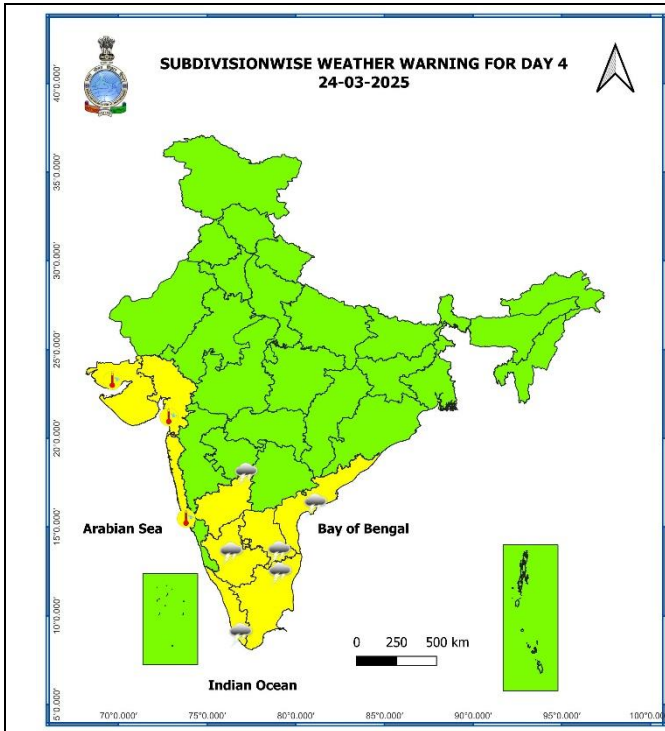 SUBDIVISIONWISE WEATHER WARNING FOR DAY 4
24-03-2025
40°0.000'
35°0.000'
30°0.000'
25°0.000'
20°0.000'
15°0.000'
10°0.000'
5°0.000'
Arabian Sea
Bay of Bengal
0 250 500 km
Indian Ocean
70°0.000' 75°0.000' 80°0.000' 85°0.000' 90°0.000' 95°0.000' 100°0.000'